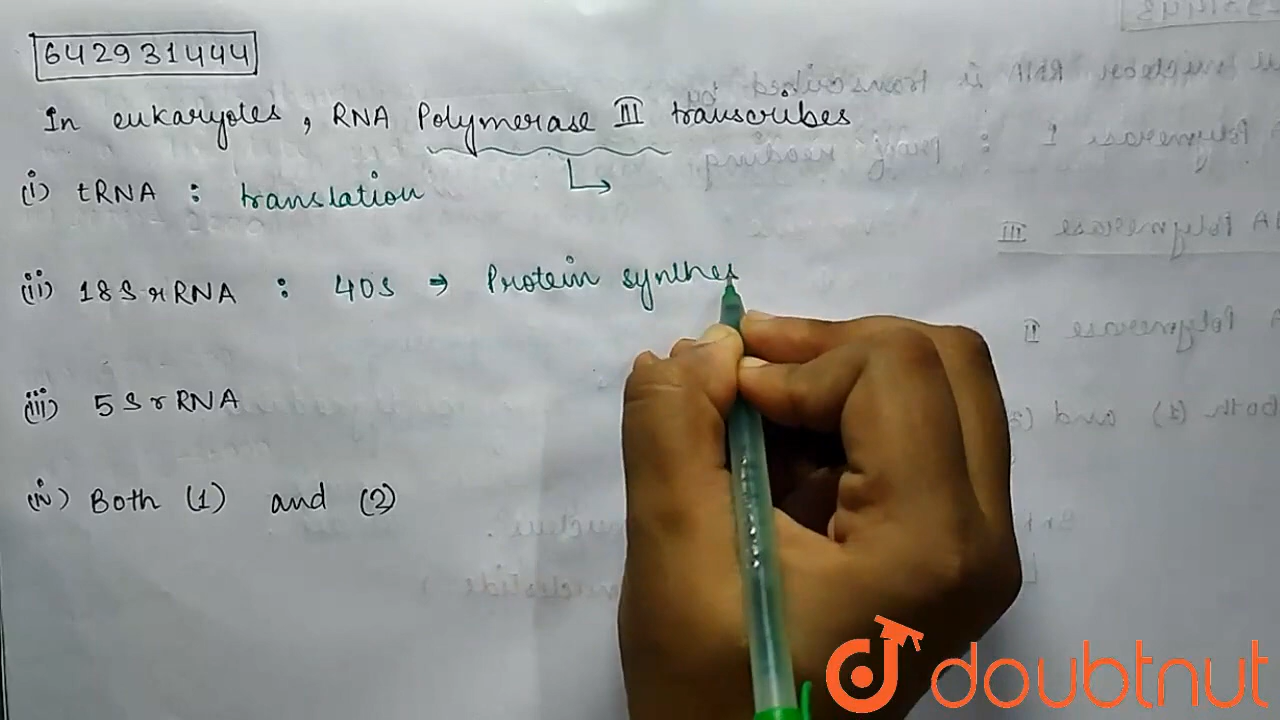 642931444
In eukaryotes, RNA Polymerase III transcribes
(i) tRNA : translation
(ii) 18S rRNA : 40S → Protein synthes
(iii) 5S rRNA
(iv) Both (1) and (2)
doubtnut